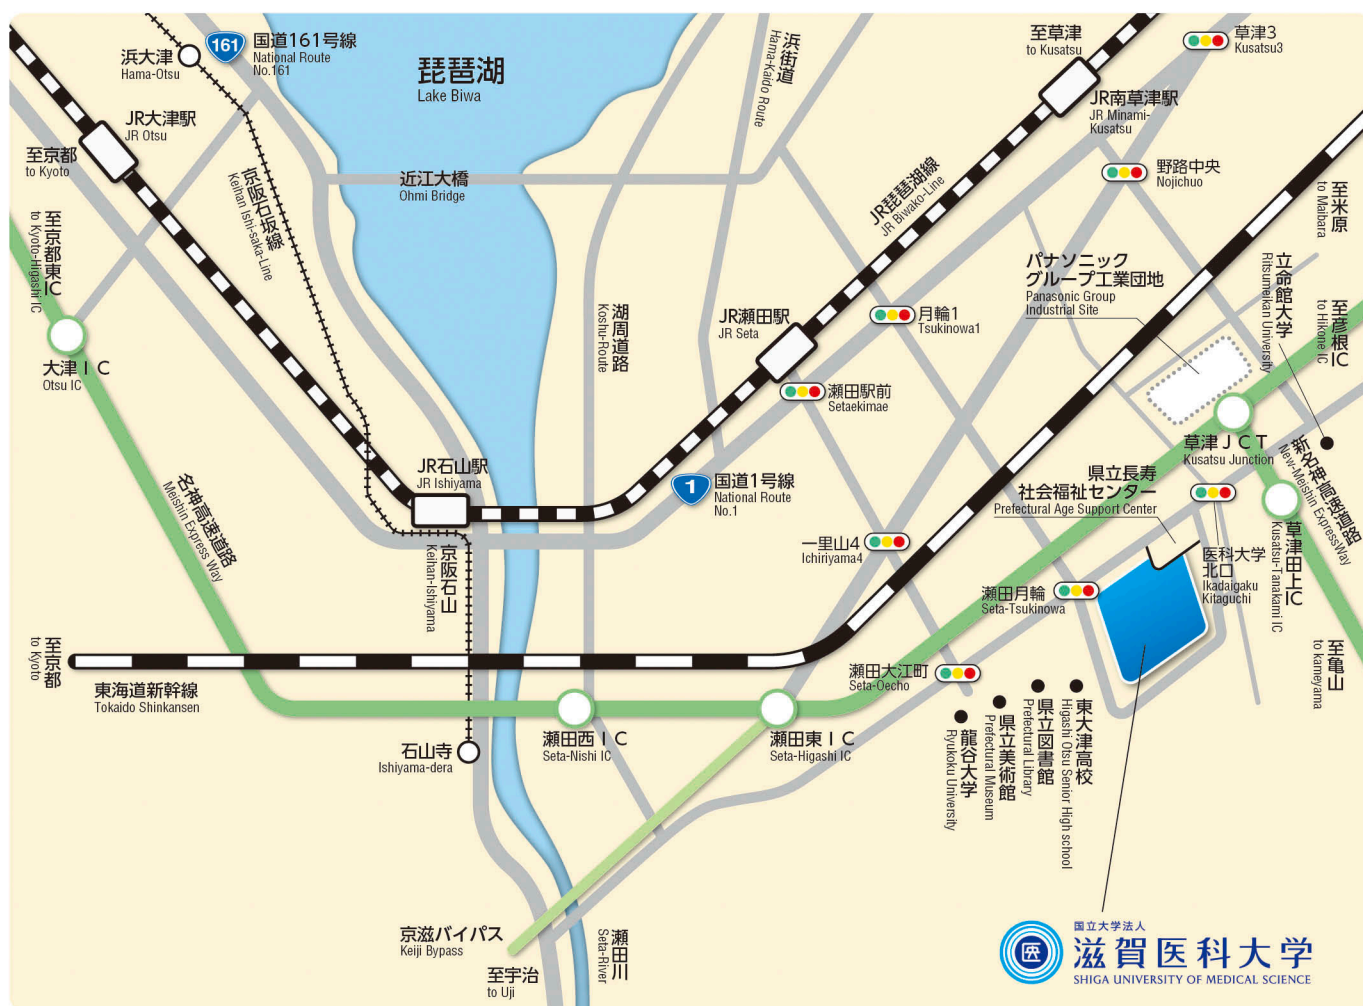 浜大津
Hama-Otsu
161
国道161号線
National Route
No.161
琵琶湖
Lake Biwa
浜街道
Hama-Kaido Route
至草津
to Kusatsu
草津3
Kusatsu3
JR大津駅
JR Otsu
至京都
to Kyoto
JR南草津駅
JR Minami-
Kusatsu
野路中央
Nojichuo
近江大橋
Ohmi Bridge
京阪石坂線
Keihan Ishi-saka-Line
JR琵琶湖線
JR Biwako-Line
至米原
to Maibara
至京都東IC
to Kyoto-Higashi IC
パナソニック
グループ工業団地
Panasonic Group
Industrial Site
立命館大学
Ritsumeikan University
至彦根IC
to Hikone IC
湖周道路
Koshu-Route
JR瀬田駅
JR Seta
月輪1
Tsukinowa1
大津IC
Otsu IC
瀬田駅前
Setaekimae
草津JCT
Kusatsu Junction
新名神高速道路
New-Meishin ExpressWay
JR石山駅
JR Ishiyama
1
国道1号線
National Route
No.1
県立長寿
社会福祉センター
Prefectural Age Support Center
名神高速道路
Meishin Express Way
京阪石山
Keihan-Ishiyama
一里山4
Ichiriyama4
医科大学
北口
Ikadaigaku
Kitaguchi
草津田上IC
Kusatsu-Tanakami IC
瀬田月輪
Seta-Tsukinowa
至京都
to Kyoto
東海道新幹線
Tokaido Shinkansen
瀬田大江町
Seta-Oecho
至亀山
to kameyama
石山寺
Ishiyama-dera
瀬田西IC
Seta-Nishi IC
瀬田東IC
Seta-Higashi IC
龍谷大学
Ryukoku University
県立美術館
Prefectural Museum
県立図書館
Prefectural Library
東大津高校
Higashi Otsu Senior High school
京滋バイパス
Keiji Bypass
至宇治
to Uji
瀬田川
Seta-River
医
国立大学法人
滋賀医科大学
SHIGA UNIVERSITY OF MEDICAL SCIENCE